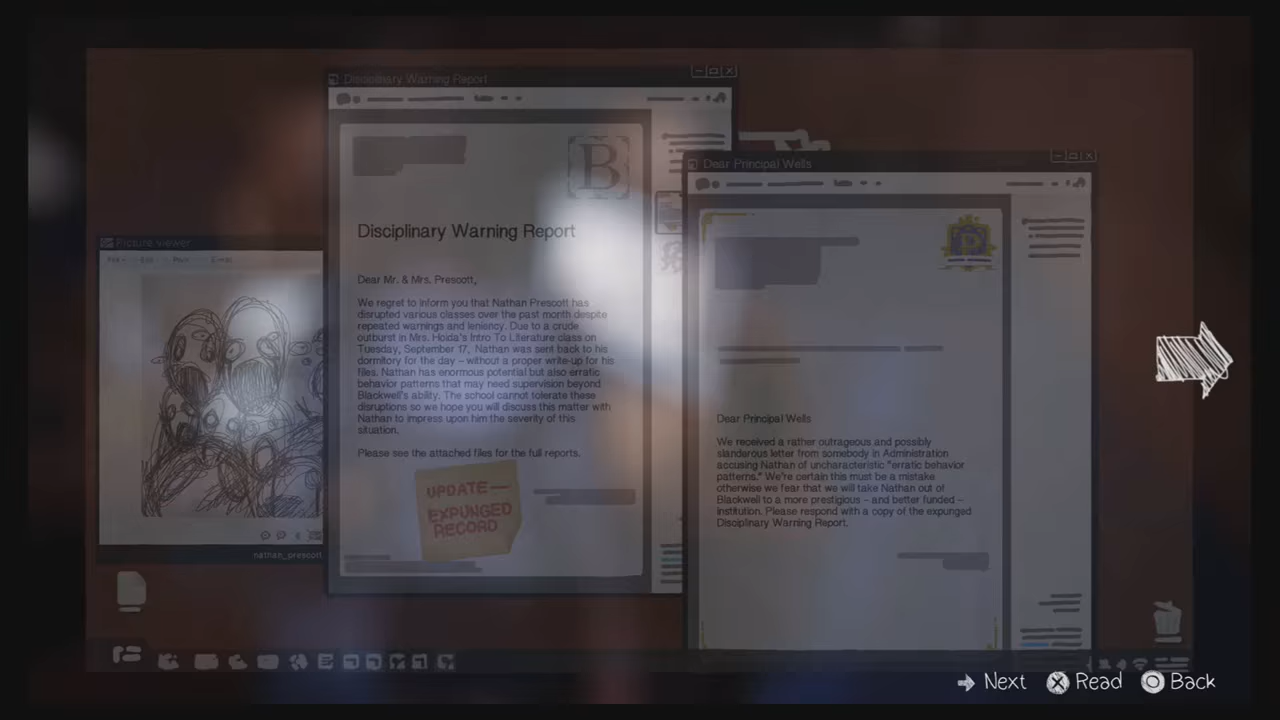 Disciplinary Warning Report
B
Disciplinary Warning Report
Dear Mr. & Mrs. Prescott,
We regret to inform you that Nathan Prescott has
disrupted various classes over the past month despite
repeated warnings and leniency. Due to a crude
outburst in Mrs. Hoida's Intro To Literature class on
Tuesday, September 17, Nathan was sent back to his
dormitory for the day – without a proper write-up for his
files. Nathan has enormous potential but also erratic
behavior patterns that may need supervision beyond
Blackwell's ability. The school cannot tolerate these
disruptions so we hope you will discuss this matter with
Nathan to impress upon him the severity of this
situation.
Please see the attached files for the full reports.
UPDATE—
EXPUNGED
RECORD
Dear Principal Wells
P
Dear Principal Wells
We received a rather outrageous and possibly
slanderous letter from somebody in Administration
accusing Nathan of uncharacteristic "erratic behavior
patterns." We're certain this must be a mistake
otherwise we fear that we will take Nathan out of
Blackwell to a more prestigious – and better funded –
institution. Please respond with a copy of the expunged
Disciplinary Warning Report.
Picture viewer
nathan_prescott
Next Read Back